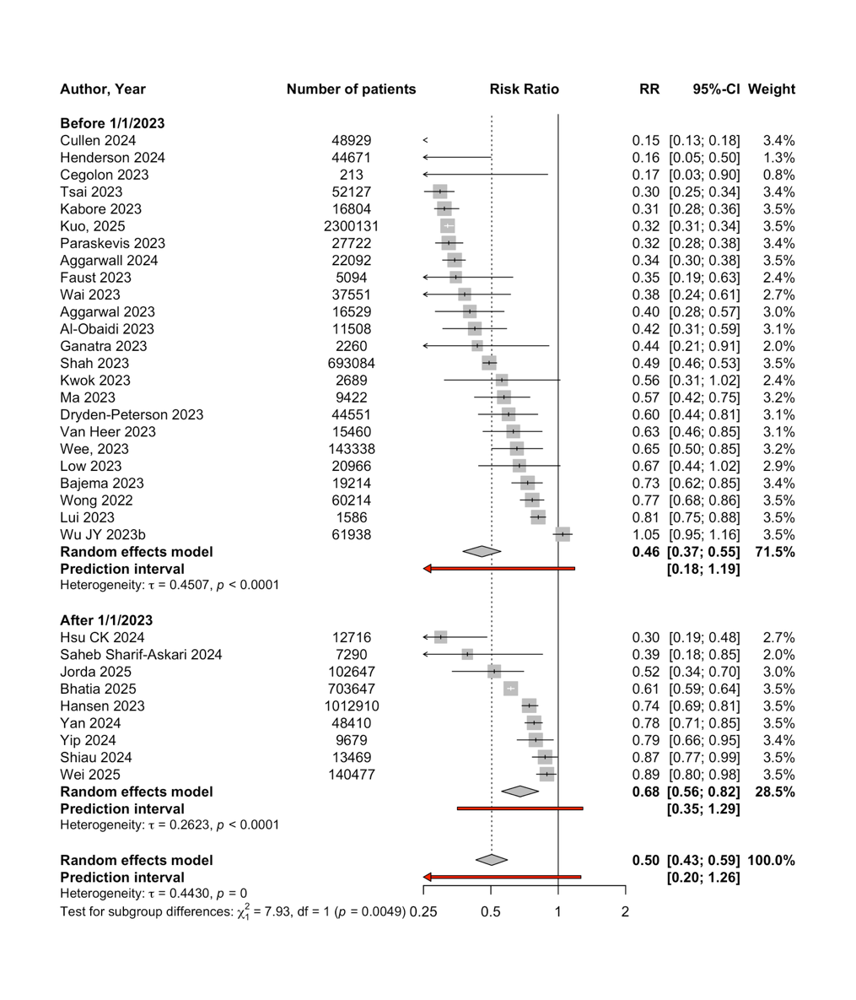 Author, Year Number of patients Risk Ratio RR 95%-CI Weight
Before 1/1/2023
Cullen 2024 48929 0.15 [0.13; 0.18] 3.4%
Henderson 2024 44671 0.16 [0.05; 0.50] 1.3%
Cegolon 2023 213 0.17 [0.03; 0.90] 0.8%
Tsai 2023 52127 0.30 [0.25; 0.34] 3.4%
Kabore 2023 16804 0.31 [0.28; 0.36] 3.5%
Kuo, 2025 2300131 0.32 [0.31; 0.34] 3.5%
Paraskevis 2023 27722 0.32 [0.28; 0.38] 3.4%
Aggarwall 2024 22092 0.34 [0.30; 0.38] 3.5%
Faust 2023 5094 0.35 [0.19; 0.63] 2.4%
Wai 2023 37551 0.38 [0.24; 0.61] 2.7%
Aggarwal 2023 16529 0.40 [0.28; 0.57] 3.0%
Al-Obaidi 2023 11508 0.42 [0.31; 0.59] 3.1%
Ganatra 2023 2260 0.44 [0.21; 0.91] 2.0%
Shah 2023 693084 0.49 [0.46; 0.53] 3.5%
Kwok 2023 2689 0.56 [0.31; 1.02] 2.4%
Ma 2023 9422 0.57 [0.42; 0.75] 3.2%
Dryden-Peterson 2023 44551 0.60 [0.44; 0.81] 3.1%
Van Heer 2023 15460 0.63 [0.46; 0.85] 3.1%
Wee, 2023 143338 0.65 [0.50; 0.85] 3.2%
Low 2023 20966 0.67 [0.44; 1.02] 2.9%
Bajema 2023 19214 0.73 [0.62; 0.85] 3.4%
Wong 2022 60214 0.77 [0.68; 0.86] 3.5%
Lui 2023 1586 0.81 [0.75; 0.88] 3.5%
Wu JY 2023b 61938 1.05 [0.95; 1.16] 3.5%
Random effects model 0.46 [0.37; 0.55] 71.5%
Prediction interval [0.18; 1.19]
Heterogeneity: τ = 0.4507, p < 0.0001
After 1/1/2023
Hsu CK 2024 12716 0.30 [0.19; 0.48] 2.7%
Saheb Sharif-Askari 2024 7290 0.39 [0.18; 0.85] 2.0%
Jorda 2025 102647 0.52 [0.34; 0.70] 3.0%
Bhatia 2025 703647 0.61 [0.59; 0.64] 3.5%
Hansen 2023 1012910 0.74 [0.69; 0.81] 3.5%
Yan 2024 48410 0.78 [0.71; 0.85] 3.5%
Yip 2024 9679 0.79 [0.66; 0.95] 3.4%
Shiau 2024 13469 0.87 [0.77; 0.99] 3.5%
Wei 2025 140477 0.89 [0.80; 0.98] 3.5%
Random effects model 0.68 [0.56; 0.82] 28.5%
Prediction interval [0.35; 1.29]
Heterogeneity: τ = 0.2623, p < 0.0001
Random effects model 0.50 [0.43; 0.59] 100.0%
Prediction interval [0.20; 1.26]
Heterogeneity: τ = 0.4430, p = 0
Test for subgroup differences: χ²₁ = 7.93, df = 1 (p = 0.0049) 0.25 0.5 1 2